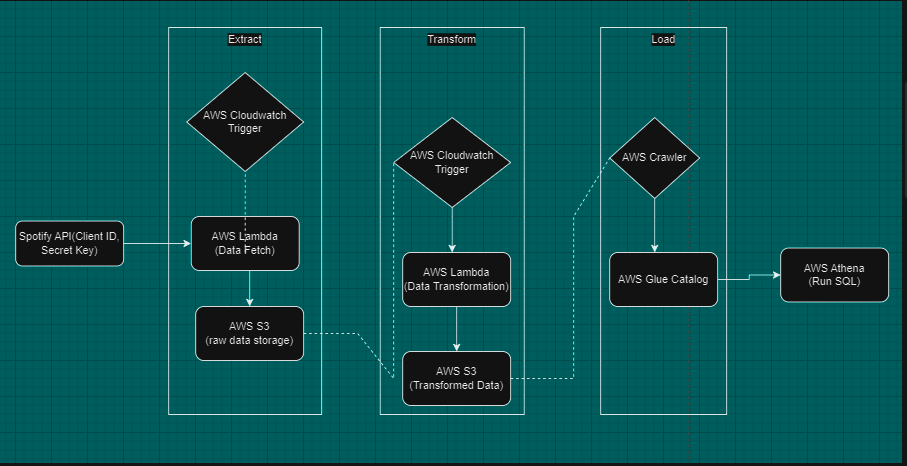 Extract
Transform
Load
AWS Cloudwatch
Trigger
AWS Cloudwatch
Trigger
AWS Crawler
Spotify API(Client ID,
Secret Key)
AWS Lambda
(Data Fetch)
AWS Lambda
(Data Transformation)
AWS Glue Catalog
AWS Athena
(Run SQL)
AWS S3
(raw data storage)
AWS S3
(Transformed Data)